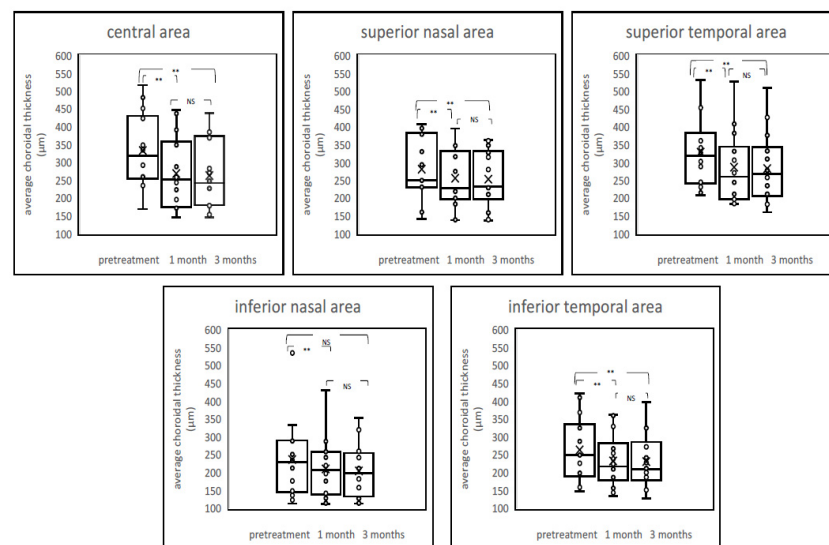 central area
600
550
500
450
400
350
300
250
200
150
100
average choroidal thickness
(μm)
**
**
NS
pretreatment 1 month 3 months
superior nasal area
600
550
500
450
400
350
300
250
200
150
100
average choroidal thickness
(μm)
**
**
NS
pretreatment 1 month 3 months
superior temporal area
600
550
500
450
400
350
300
250
200
150
100
average choroidal thickness
(μm)
**
**
NS
pretreatment 1 month 3 months
inferior nasal area
600
550
500
450
400
350
300
250
200
150
100
average choroidal thickness
(μm)
NS
**
NS
pretreatment 1 month 3 months
inferior temporal area
600
550
500
450
400
350
300
250
200
150
100
average choroidal thickness
(μm)
**
**
NS
pretreatment 1 month 3 months